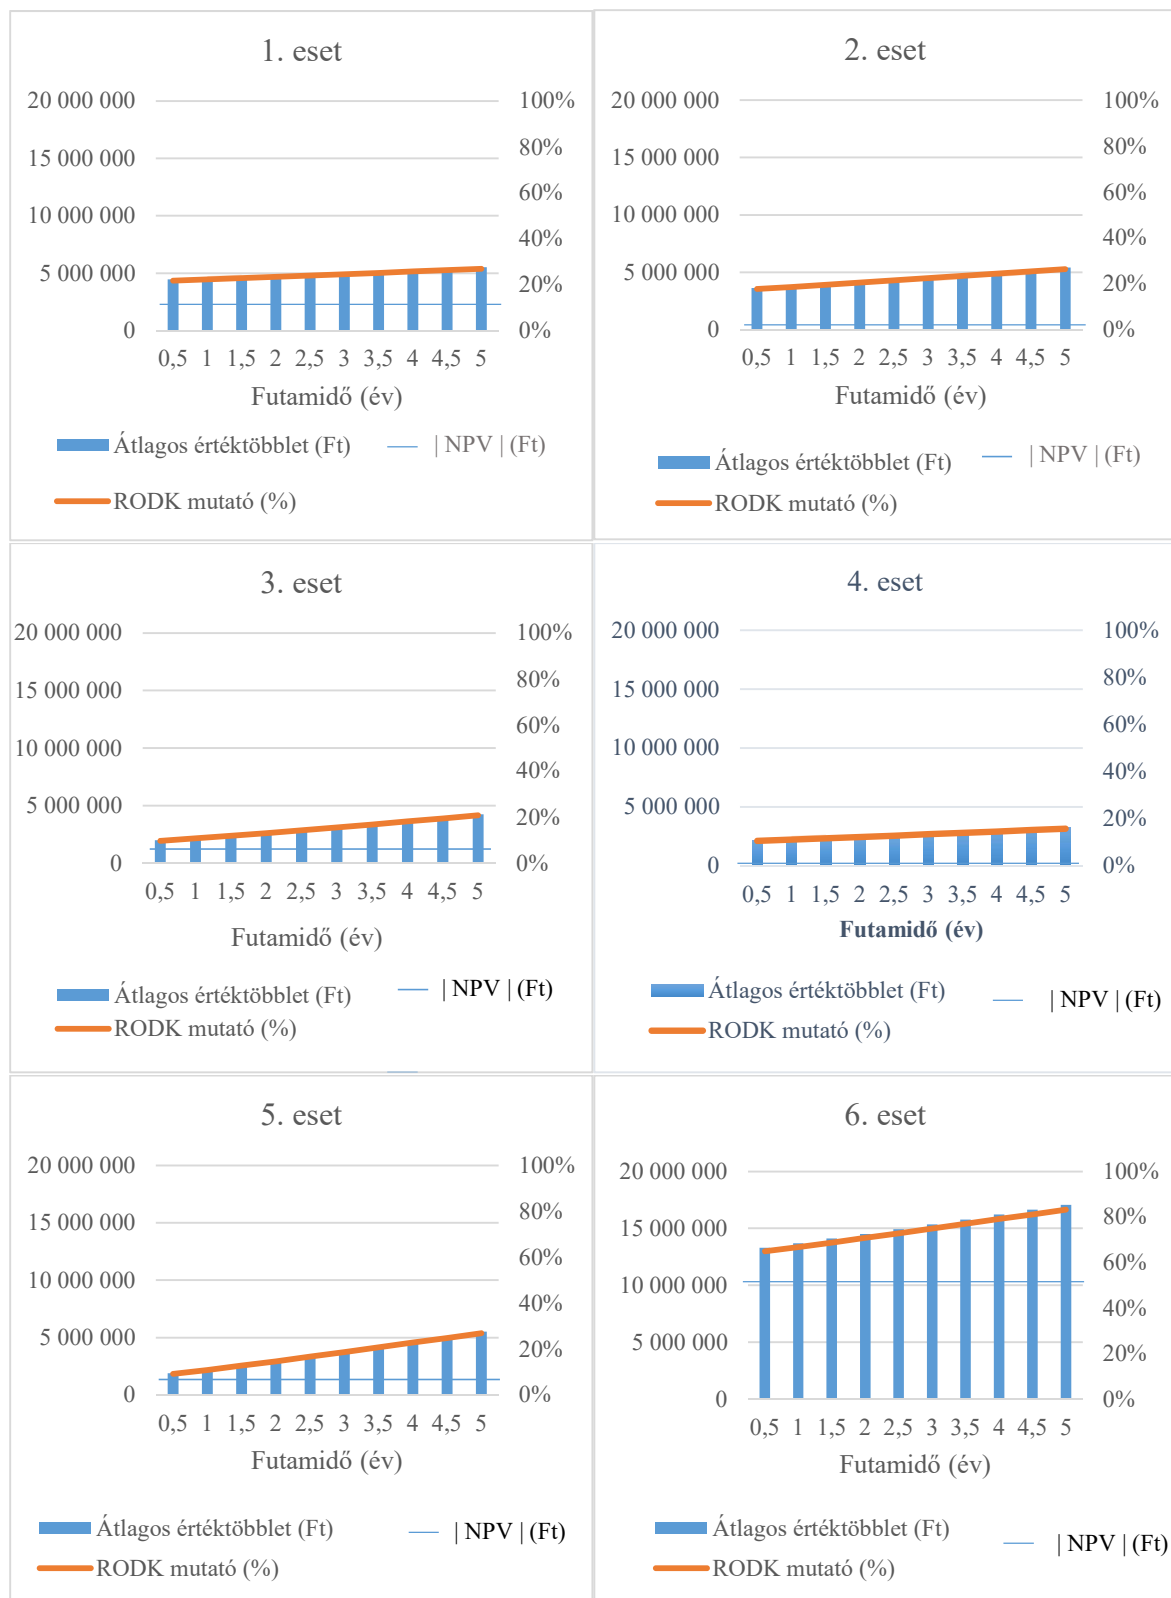 1. eset
20 000 000
15 000 000
10 000 000
5 000 000
0
100%
80%
60%
40%
20%
0%
0,5 1 1,5 2 2,5 3 3,5 4 4,5 5
Futamidő (év)
Átlagos értéktöbblet (Ft)
| NPV | (Ft)
RODK mutató (%)
2. eset
20 000 000
15 000 000
10 000 000
5 000 000
0
100%
80%
60%
40%
20%
0%
0,5 1 1,5 2 2,5 3 3,5 4 4,5 5
Futamidő (év)
Átlagos értéktöbblet (Ft)
| NPV | (Ft)
RODK mutató (%)
3. eset
20 000 000
15 000 000
10 000 000
5 000 000
0
100%
80%
60%
40%
20%
0%
0,5 1 1,5 2 2,5 3 3,5 4 4,5 5
Futamidő (év)
Átlagos értéktöbblet (Ft)
| NPV | (Ft)
RODK mutató (%)
4. eset
20 000 000
15 000 000
10 000 000
5 000 000
0
100%
80%
60%
40%
20%
0%
0,5 1 1,5 2 2,5 3 3,5 4 4,5 5
Futamidő (év)
Átlagos értéktöbblet (Ft)
| NPV | (Ft)
RODK mutató (%)
5. eset
20 000 000
15 000 000
10 000 000
5 000 000
0
100%
80%
60%
40%
20%
0%
0,5 1 1,5 2 2,5 3 3,5 4 4,5 5
Futamidő (év)
Átlagos értéktöbblet (Ft)
| NPV | (Ft)
RODK mutató (%)
6. eset
20 000 000
15 000 000
10 000 000
5 000 000
0
100%
80%
60%
40%
20%
0%
0,5 1 1,5 2 2,5 3 3,5 4 4,5 5
Futamidő (év)
Átlagos értéktöbblet (Ft)
| NPV | (Ft)
RODK mutató (%)